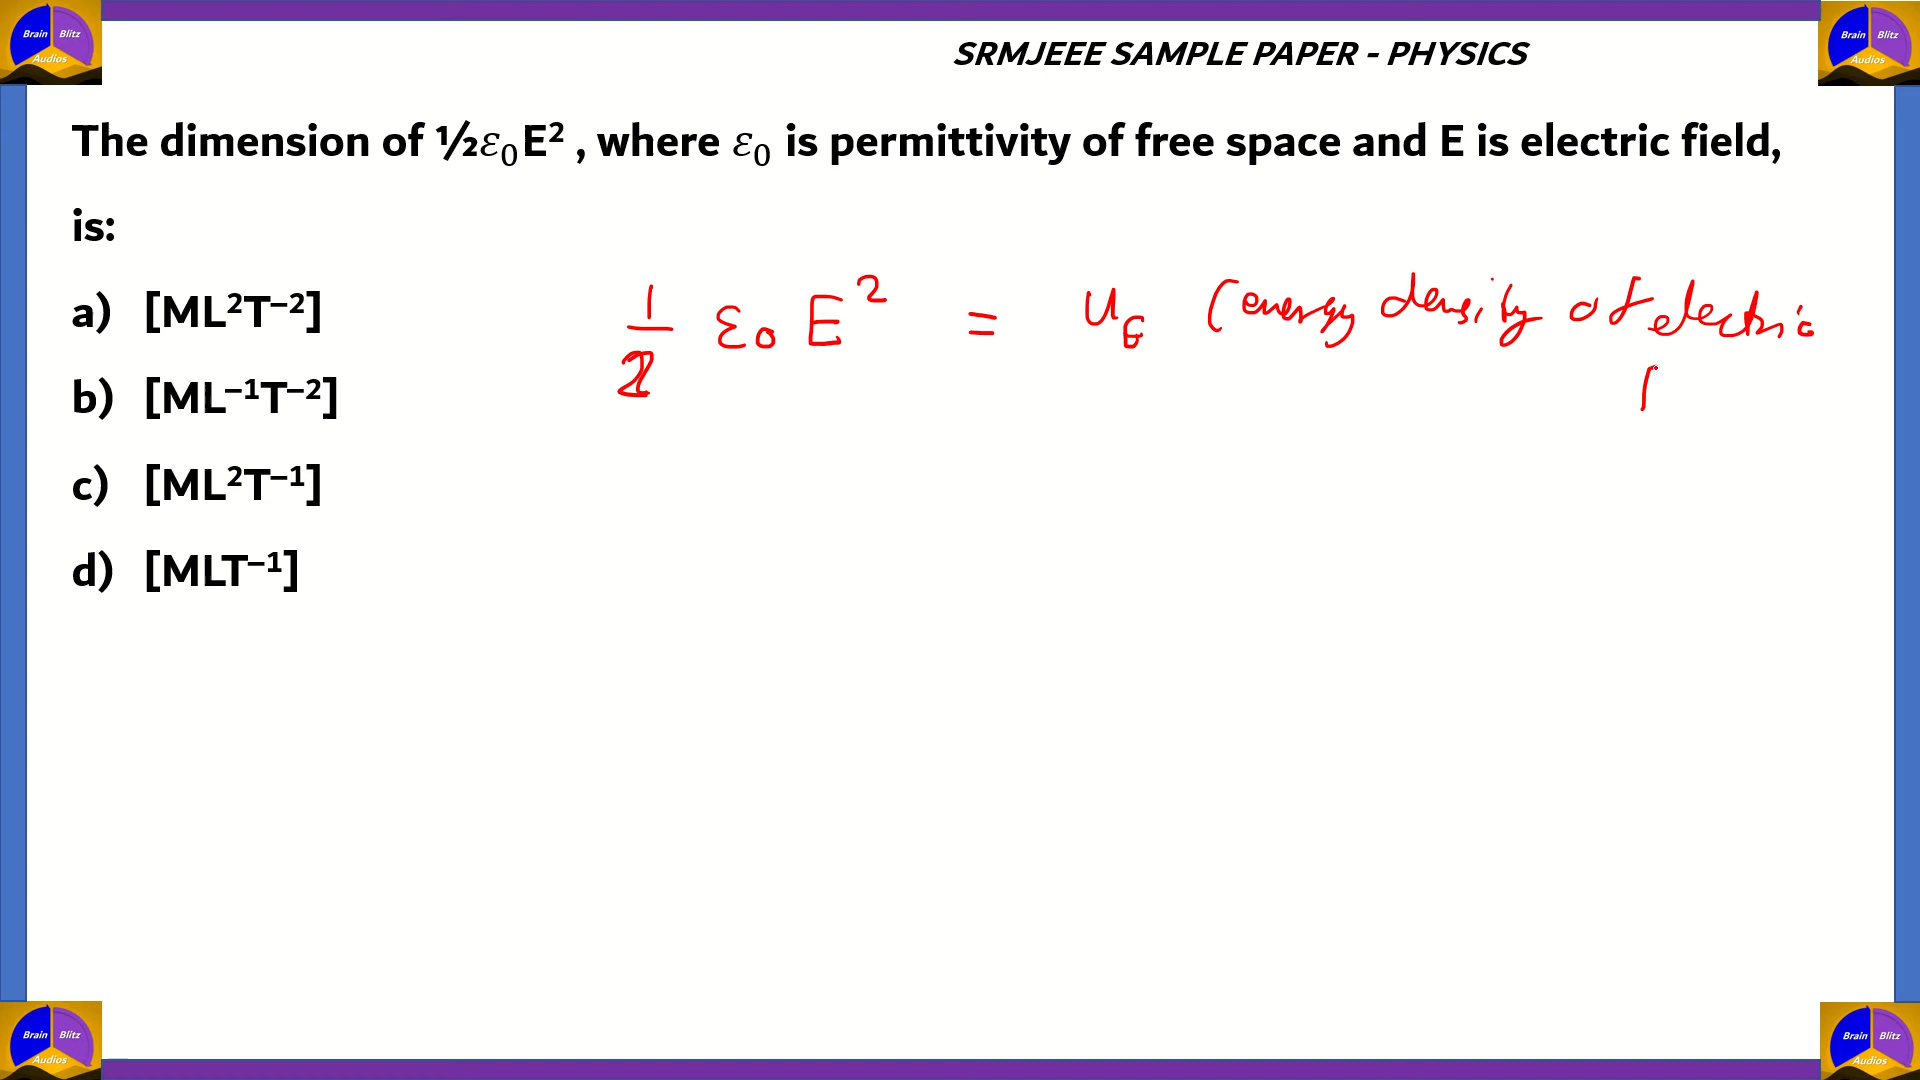 Brain Blitz
Audios
Brain Blitz
Audios
SRMJEEE SAMPLE PAPER - PHYSICS
The dimension of ½ε₀E² , where ε₀ is permittivity of free space and E is electric field,
is:
a) [ML²T⁻²]
b) [ML⁻¹T⁻²]
c) [ML²T⁻¹]
d) [MLT⁻¹]
1/2 ε₀ E² = u_E (energy density of electric
Brain Blitz
Audios
Brain Blitz
Audios